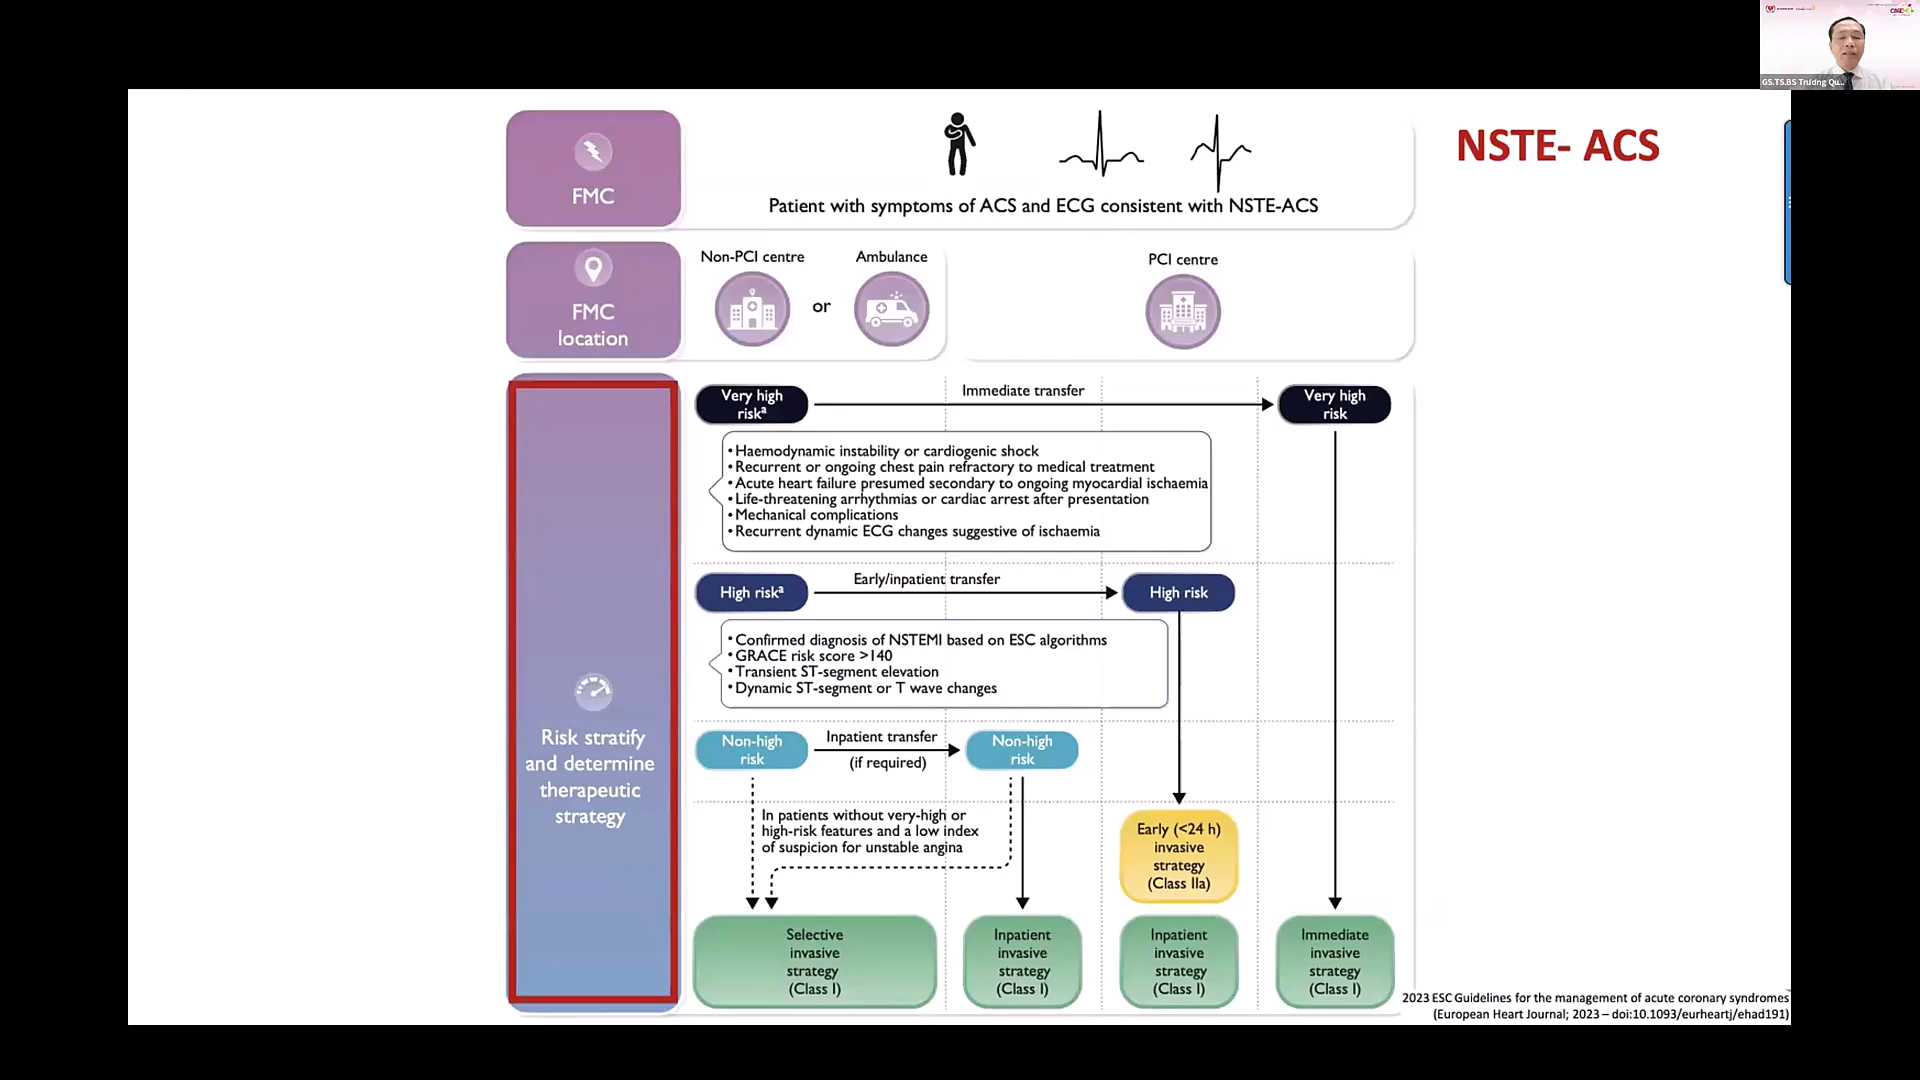 GS.TS.BS Trương Qu...
NSTE- ACS
FMC
Patient with symptoms of ACS and ECG consistent with NSTE-ACS
FMC
location
Non-PCI centre
or
Ambulance
PCI centre
Risk stratify
and determine
therapeutic
strategy
Very high
riskᵃ
Immediate transfer
Very high
risk
• Haemodynamic instability or cardiogenic shock
• Recurrent or ongoing chest pain refractory to medical treatment
• Acute heart failure presumed secondary to ongoing myocardial ischaemia
• Life-threatening arrhythmias or cardiac arrest after presentation
• Mechanical complications
• Recurrent dynamic ECG changes suggestive of ischaemia
High riskᵃ
Early/inpatient transfer
High risk
• Confirmed diagnosis of NSTEMI based on ESC algorithms
• GRACE risk score >140
• Transient ST-segment elevation
• Dynamic ST-segment or T wave changes
Non-high
risk
Inpatient transfer
(if required)
Non-high
risk
In patients without very-high or
high-risk features and a low index
of suspicion for unstable angina
Early (<24 h)
invasive
strategy
(Class IIa)
Selective
invasive
strategy
(Class I)
Inpatient
invasive
strategy
(Class I)
Inpatient
invasive
strategy
(Class I)
Immediate
invasive
strategy
(Class I)
2023 ESC Guidelines for the management of acute coronary syndromes
(European Heart Journal; 2023 – doi:10.1093/eurheartj/ehad191)